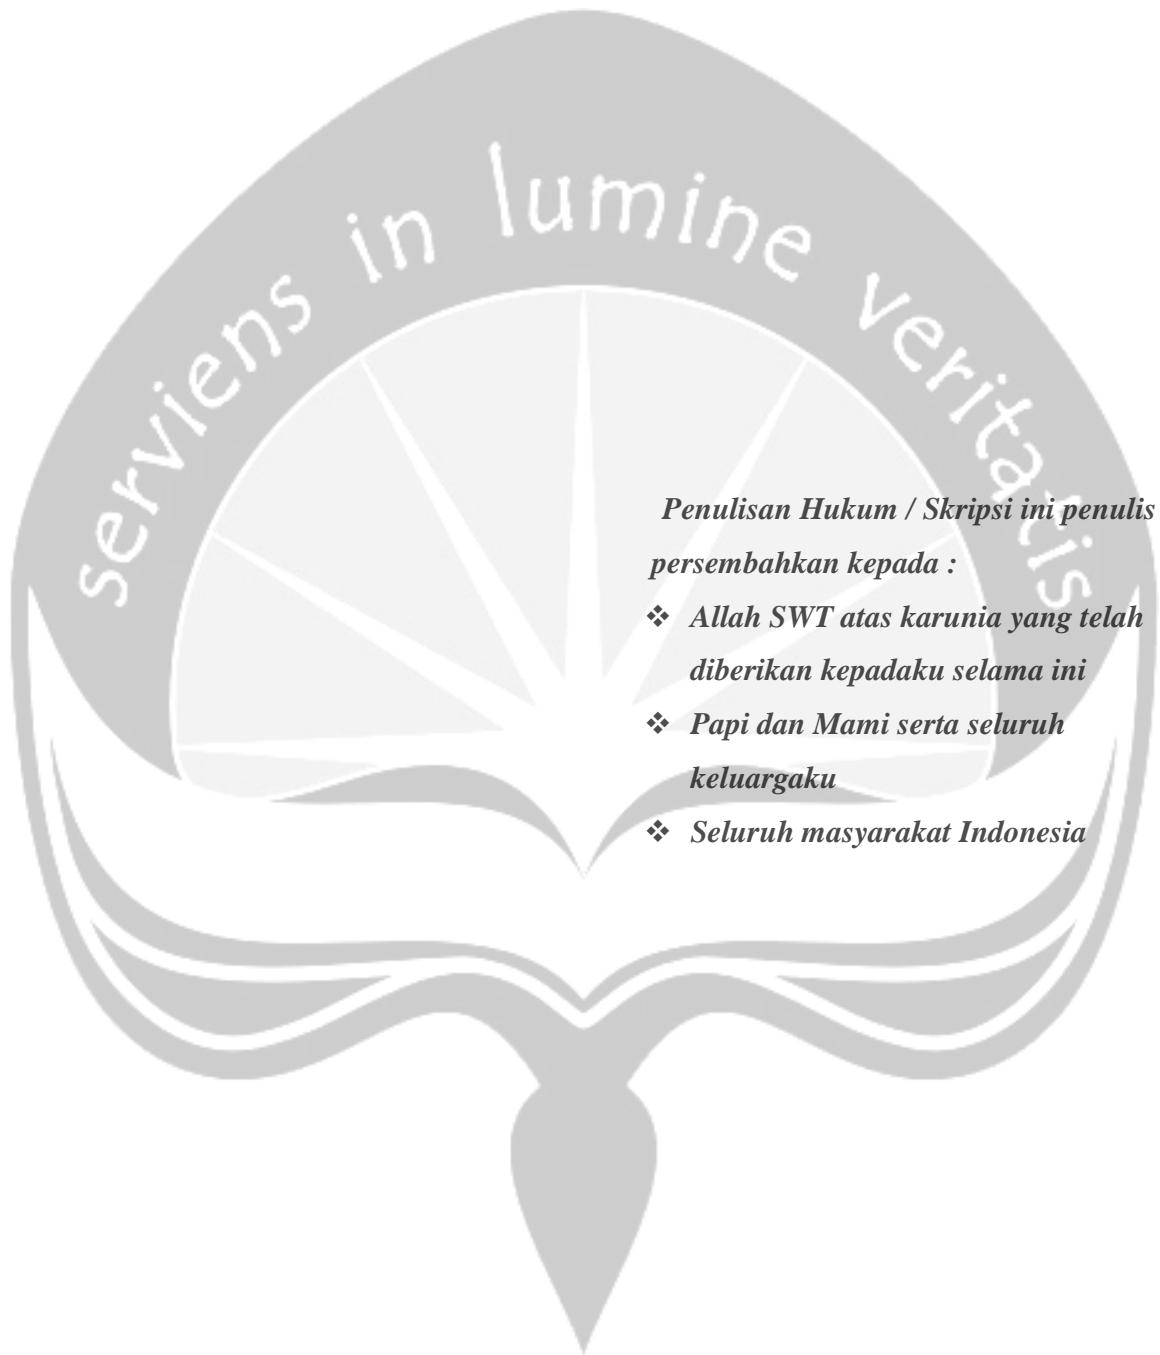 serviens in lumine veritatis
Penulisan Hukum / Skripsi ini penulis
persembahkan kepada :
❖ Allah SWT atas karunia yang telah
diberikan kepadaku selama ini
❖ Papi dan Mami serta seluruh
keluargaku
❖ Seluruh masyarakat Indonesia